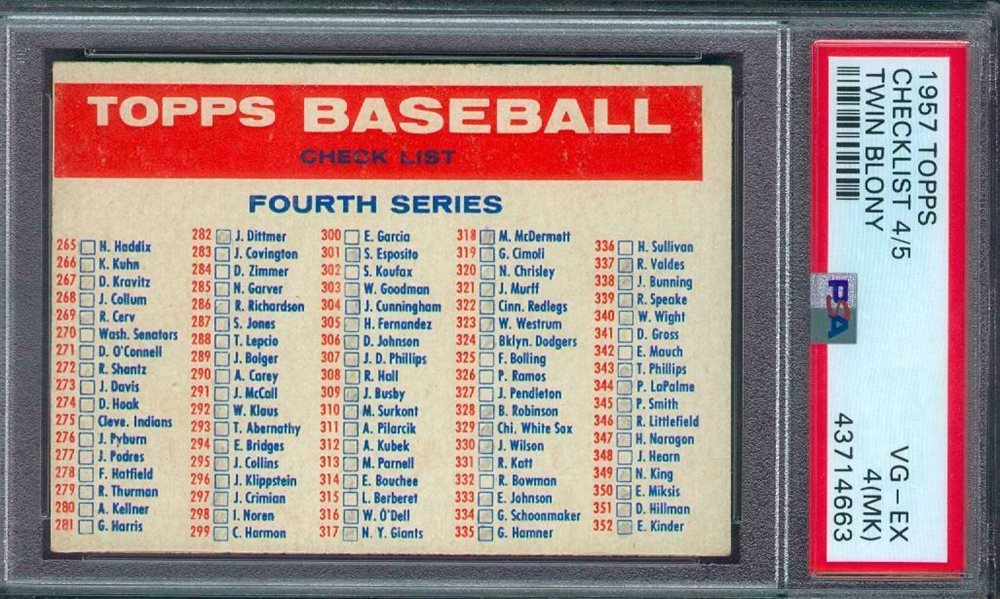 TOPPS BASEBALL
CHECK LIST
FOURTH SERIES
265 H. Haddix
266 K. Kuhn
267 D. Kravitz
268 J. Collum
269 R. Cerv
270 Wash. Senators
271 D. O'Connell
272 R. Shantz
273 J. Davis
274 D. Hoak
275 Cleve. Indians
276 J. Pyburn
277 J. Podres
278 F. Hatfield
279 R. Thurman
280 A. Kellner
281 G. Harris
282 J. Dittmer
283 J. Covington
284 D. Zimmer
285 N. Garver
286 R. Richardson
287 S. Jones
288 T. Lepcio
289 J. Bolger
290 A. Carey
291 J. McCall
292 W. Klaus
293 T. Abernathy
294 E. Bridges
295 J. Collins
296 J. Klippstein
297 J. Crimian
298 I. Noren
299 C. Harmon
300 E. Garcia
301 S. Esposito
302 S. Koufax
303 W. Goodman
304 J. Cunningham
305 H. Fernandez
306 D. Johnson
307 J. D. Phillips
308 R. Hall
309 J. Busby
310 M. Surkont
311 A. Pilarcik
312 A. Kubek
313 M. Parnell
314 E. Bouchee
315 L. Berberet
316 W. O'Dell
317 N. Y. Giants
318 M. McDermott
319 G. Cimoli
320 N. Chrisley
321 J. Murff
322 Cinn. Redlegs
323 W. Westrum
324 Bklyn. Dodgers
325 F. Bolling
326 P. Ramos
327 J. Pendleton
328 B. Robinson
329 Chi. White Sox
330 J. Wilson
331 R. Katt
332 R. Bowman
333 E. Johnson
334 G. Schoonmaker
335 G. Hamner
336 H. Sullivan
337 R. Valdes
338 J. Bunning
339 R. Speake
340 W. Wight
341 D. Gross
342 E. Mauch
343 T. Phillips
344 P. LaPalme
345 P. Smith
346 R. Littlefield
347 H. Naragon
348 J. Hearn
349 N. King
350 E. Miksis
351 D. Hillman
352 E. Kinder
1957 TOPPS
CHECKLIST 4/5
TWIN BLONY
PSA
VG-EX
4(MK)
43714663